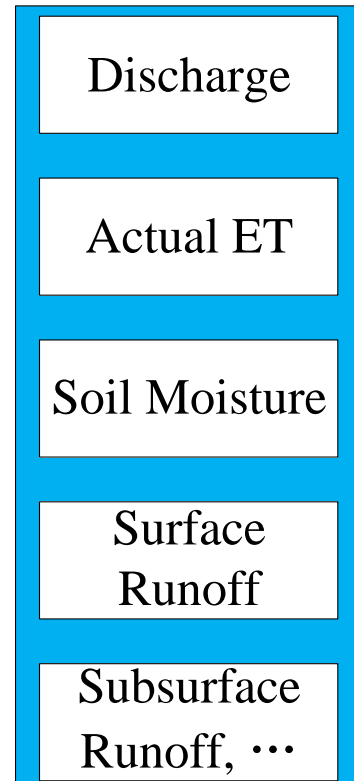 Discharge
Actual ET
Soil Moisture
Surface
Runoff
Subsurface
Runoff, ⋯